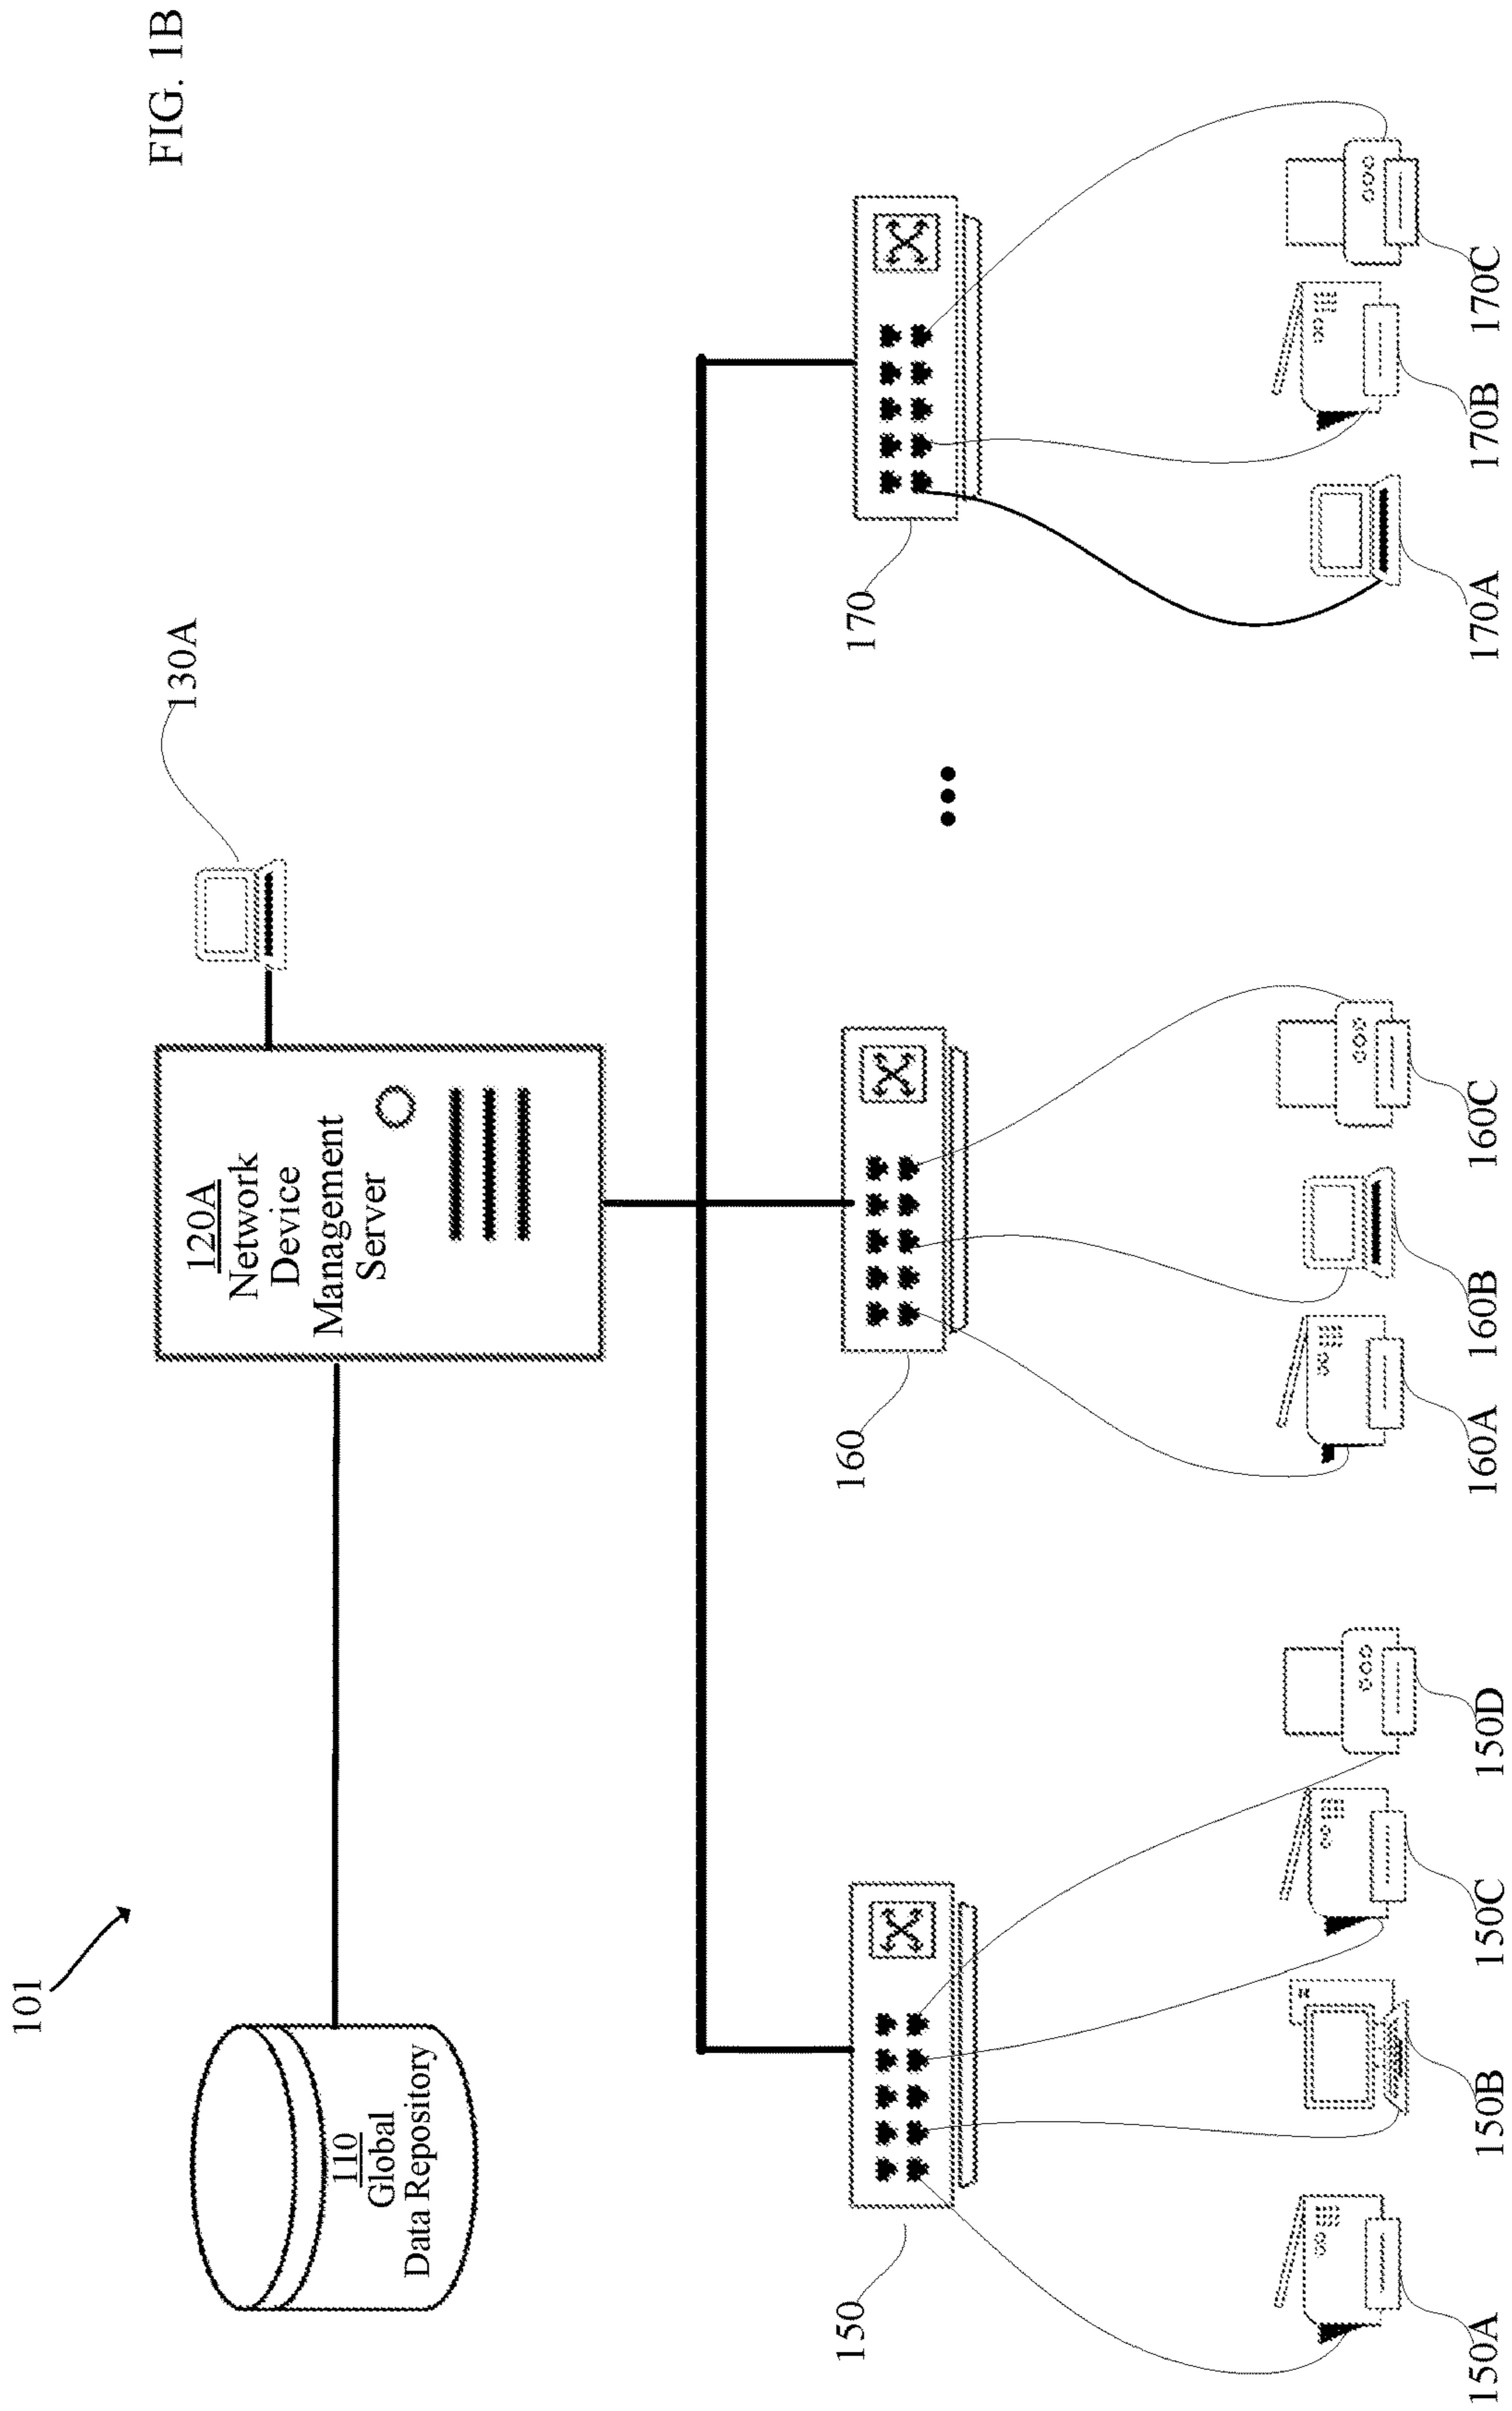 FIG. 1B
101
110
Global
Data Repository
120A
Network
Device
Management
Server
130A
150
160
170
150A
150B
150C
150D
160A
160B
160C
170A
170B
170C